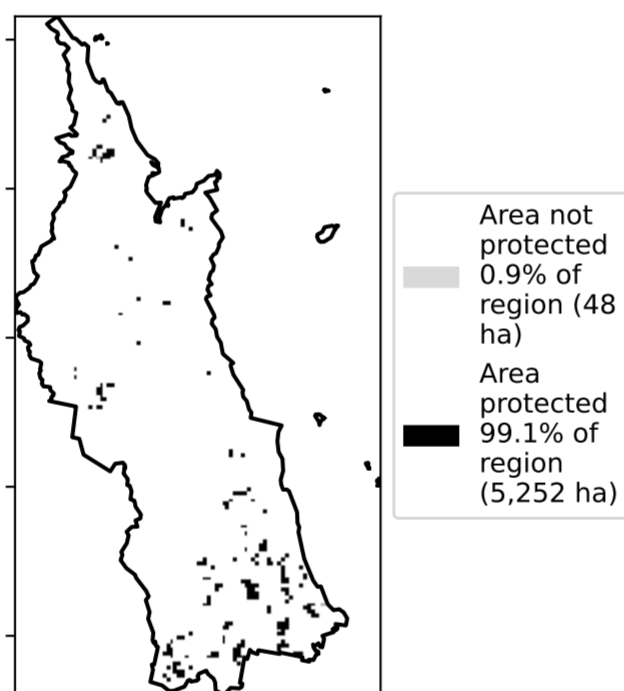 Area not
protected
0.9% of
region (48
ha)
Area
protected
99.1% of
region
(5,252 ha)